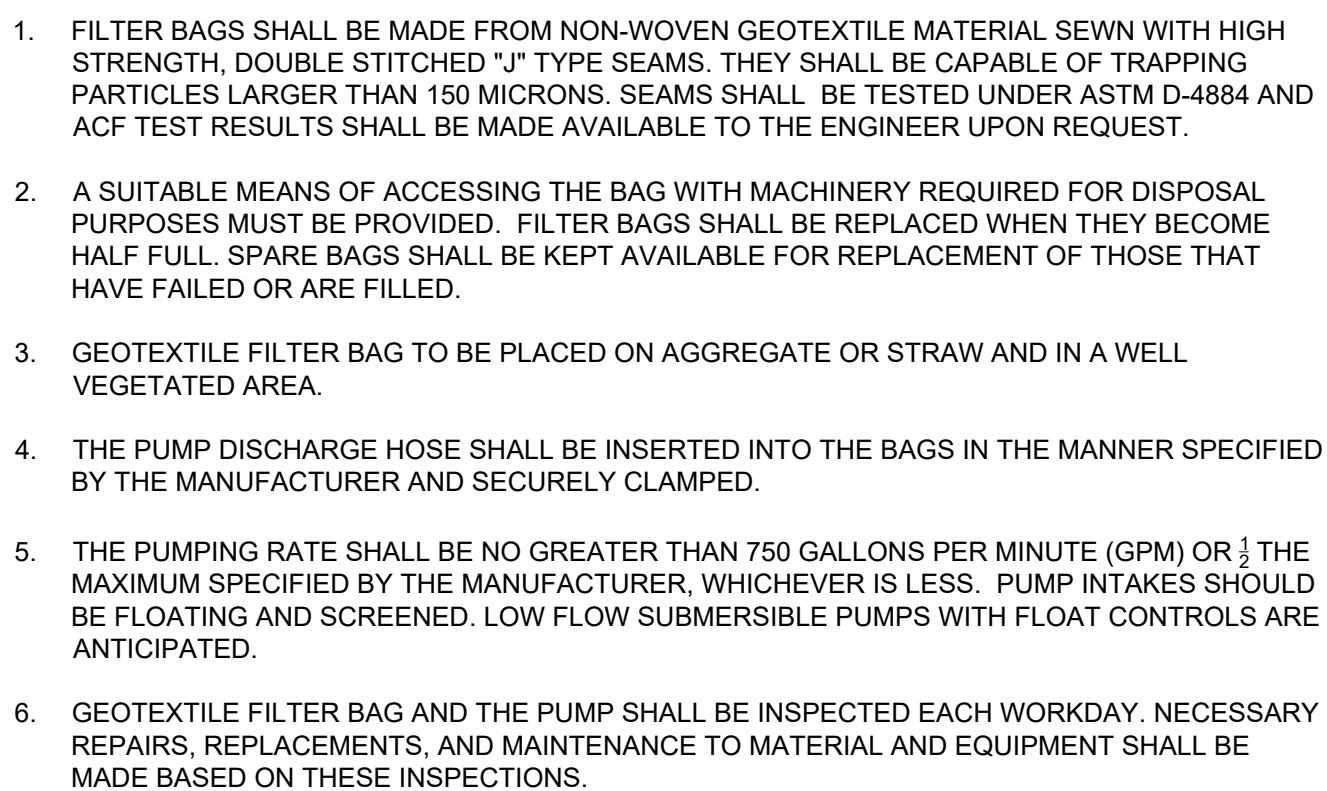 1. FILTER BAGS SHALL BE MADE FROM NON-WOVEN GEOTEXTILE MATERIAL SEWN WITH HIGH
STRENGTH, DOUBLE STITCHED "J" TYPE SEAMS. THEY SHALL BE CAPABLE OF TRAPPING
PARTICLES LARGER THAN 150 MICRONS. SEAMS SHALL BE TESTED UNDER ASTM D-4884 AND
ACF TEST RESULTS SHALL BE MADE AVAILABLE TO THE ENGINEER UPON REQUEST.
2. A SUITABLE MEANS OF ACCESSING THE BAG WITH MACHINERY REQUIRED FOR DISPOSAL
PURPOSES MUST BE PROVIDED. FILTER BAGS SHALL BE REPLACED WHEN THEY BECOME
HALF FULL. SPARE BAGS SHALL BE KEPT AVAILABLE FOR REPLACEMENT OF THOSE THAT
HAVE FAILED OR ARE FILLED.
3. GEOTEXTILE FILTER BAG TO BE PLACED ON AGGREGATE OR STRAW AND IN A WELL
VEGETATED AREA.
4. THE PUMP DISCHARGE HOSE SHALL BE INSERTED INTO THE BAGS IN THE MANNER SPECIFIED
BY THE MANUFACTURER AND SECURELY CLAMPED.
5. THE PUMPING RATE SHALL BE NO GREATER THAN 750 GALLONS PER MINUTE (GPM) OR ½ THE
MAXIMUM SPECIFIED BY THE MANUFACTURER, WHICHEVER IS LESS. PUMP INTAKES SHOULD
BE FLOATING AND SCREENED. LOW FLOW SUBMERSIBLE PUMPS WITH FLOAT CONTROLS ARE
ANTICIPATED.
6. GEOTEXTILE FILTER BAG AND THE PUMP SHALL BE INSPECTED EACH WORKDAY. NECESSARY
REPAIRS, REPLACEMENTS, AND MAINTENANCE TO MATERIAL AND EQUIPMENT SHALL BE
MADE BASED ON THESE INSPECTIONS.